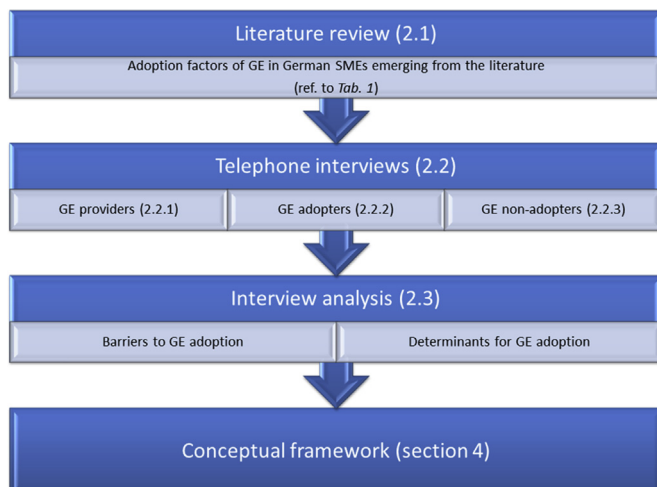 Literature review (2.1)
Adoption factors of GE in German SMEs emerging from the literature
(ref. to Tab. 1)
Telephone interviews (2.2)
GE providers (2.2.1)
GE adopters (2.2.2)
GE non-adopters (2.2.3)
Interview analysis (2.3)
Barriers to GE adoption
Determinants for GE adoption
Conceptual framework (section 4)